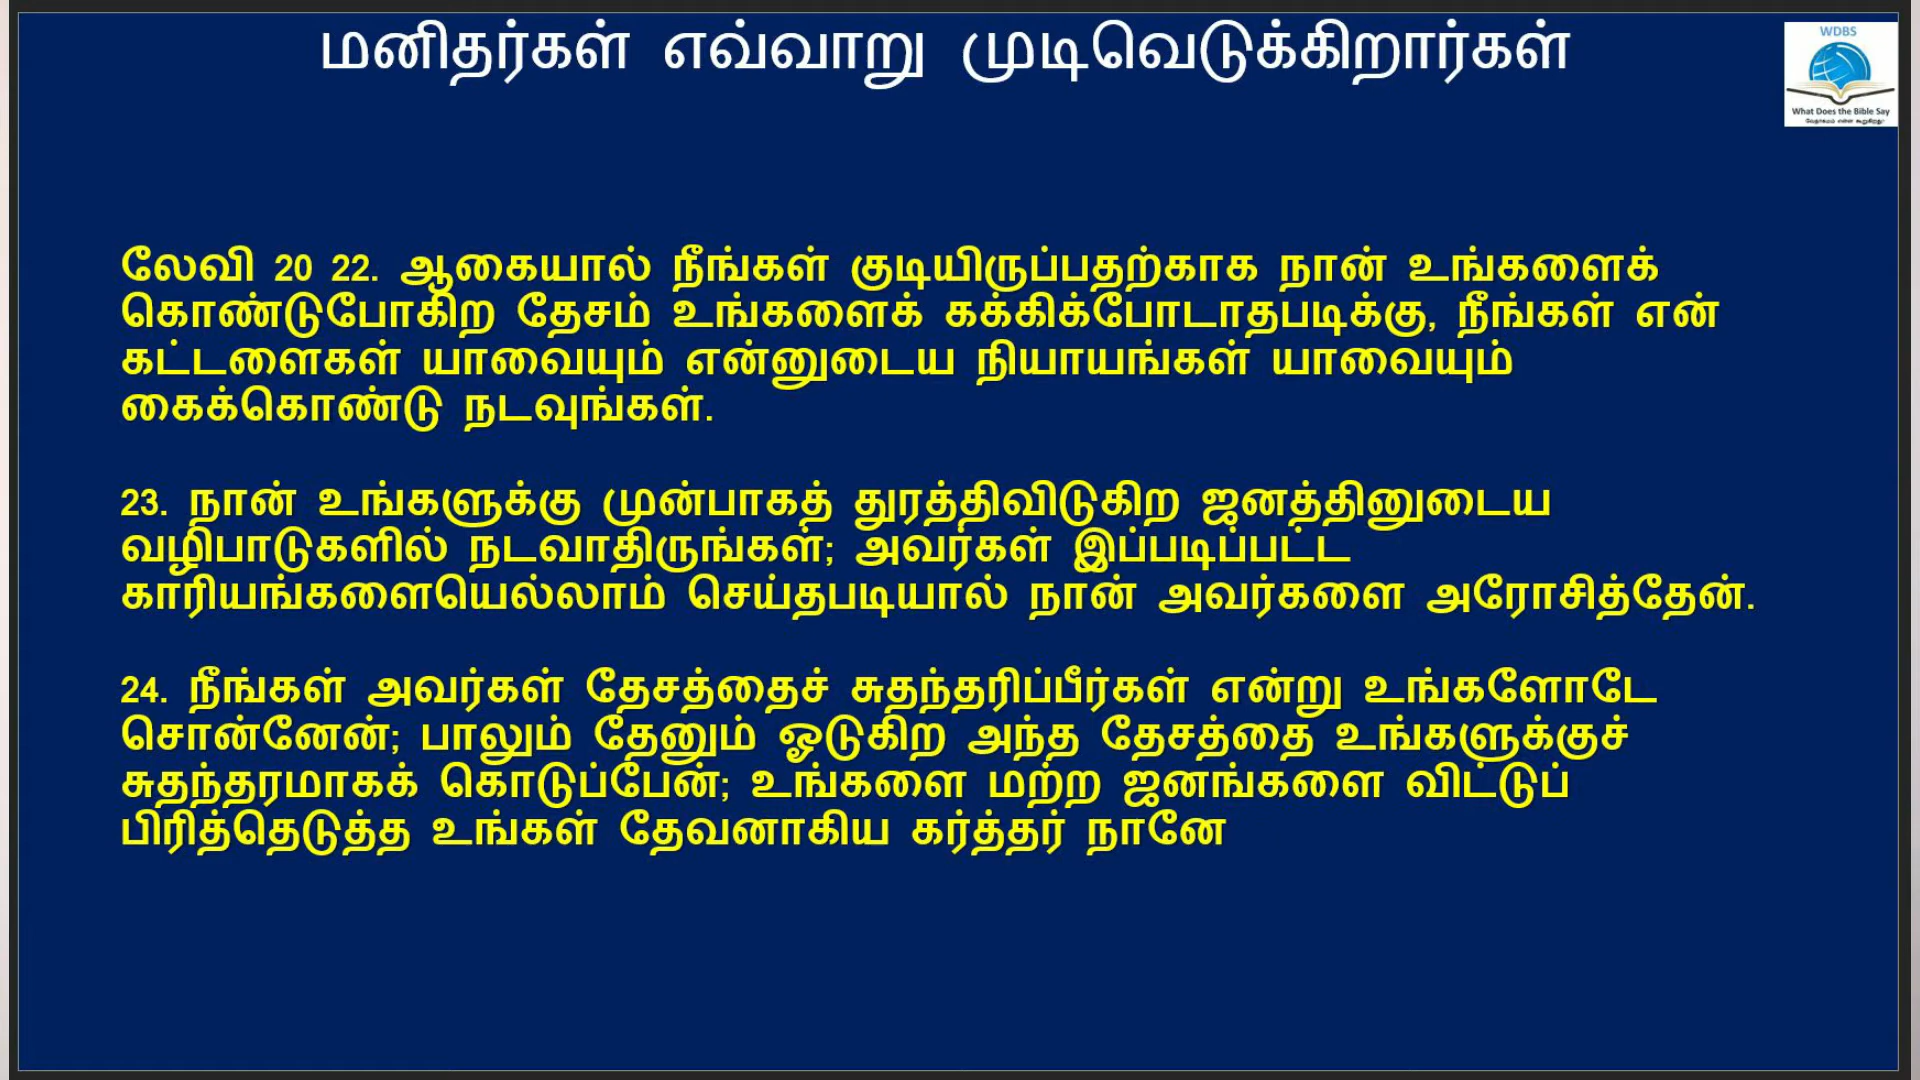 மனிதர்கள் எவ்வாறு முடிவெடுக்கிறார்கள்
WDBS
What Does the Bible Say
வேதாகமம் என்ன கூறுகிறது?
லேவி 20 22. ஆகையால் நீங்கள் குடியிருப்பதற்காக நான் உங்களைக்
கொண்டுபோகிற தேசம் உங்களைக் கக்கிக்போடாதபடிக்கு, நீங்கள் என்
கட்டளைகள் யாவையும் என்னுடைய நியாயங்கள் யாவையும்
கைக்கொண்டு நடவுங்கள்.
23. நான் உங்களுக்கு முன்பாகத் துரத்திவிடுகிற ஜனத்தினுடைய
வழிபாடுகளில் நடவாதிருங்கள்; அவர்கள் இப்படிப்பட்ட
காரியங்களையெல்லாம் செய்தபடியால் நான் அவர்களை அரோசித்தேன்.
24. நீங்கள் அவர்கள் தேசத்தைச் சுதந்தரிப்பீர்கள் என்று உங்களோடே
சொன்னேன்; பாலும் தேனும் ஓடுகிற அந்த தேசத்தை உங்களுக்குச்
சுதந்தரமாகக் கொடுப்பேன்; உங்களை மற்ற ஜனங்களை விட்டுப்
பிரித்தெடுத்த உங்கள் தேவனாகிய கர்த்தர் நானே